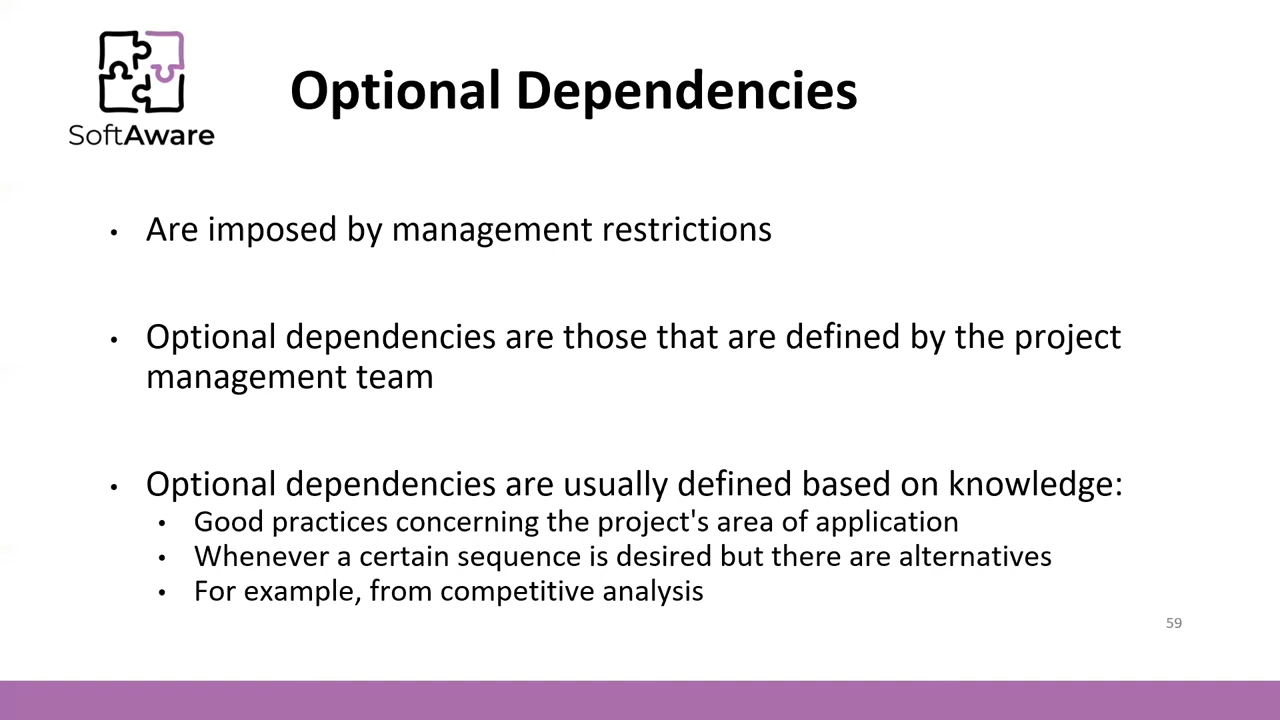 SoftAware
Optional Dependencies
• Are imposed by management restrictions
• Optional dependencies are those that are defined by the project
management team
• Optional dependencies are usually defined based on knowledge:
• Good practices concerning the project's area of application
• Whenever a certain sequence is desired but there are alternatives
• For example, from competitive analysis
59